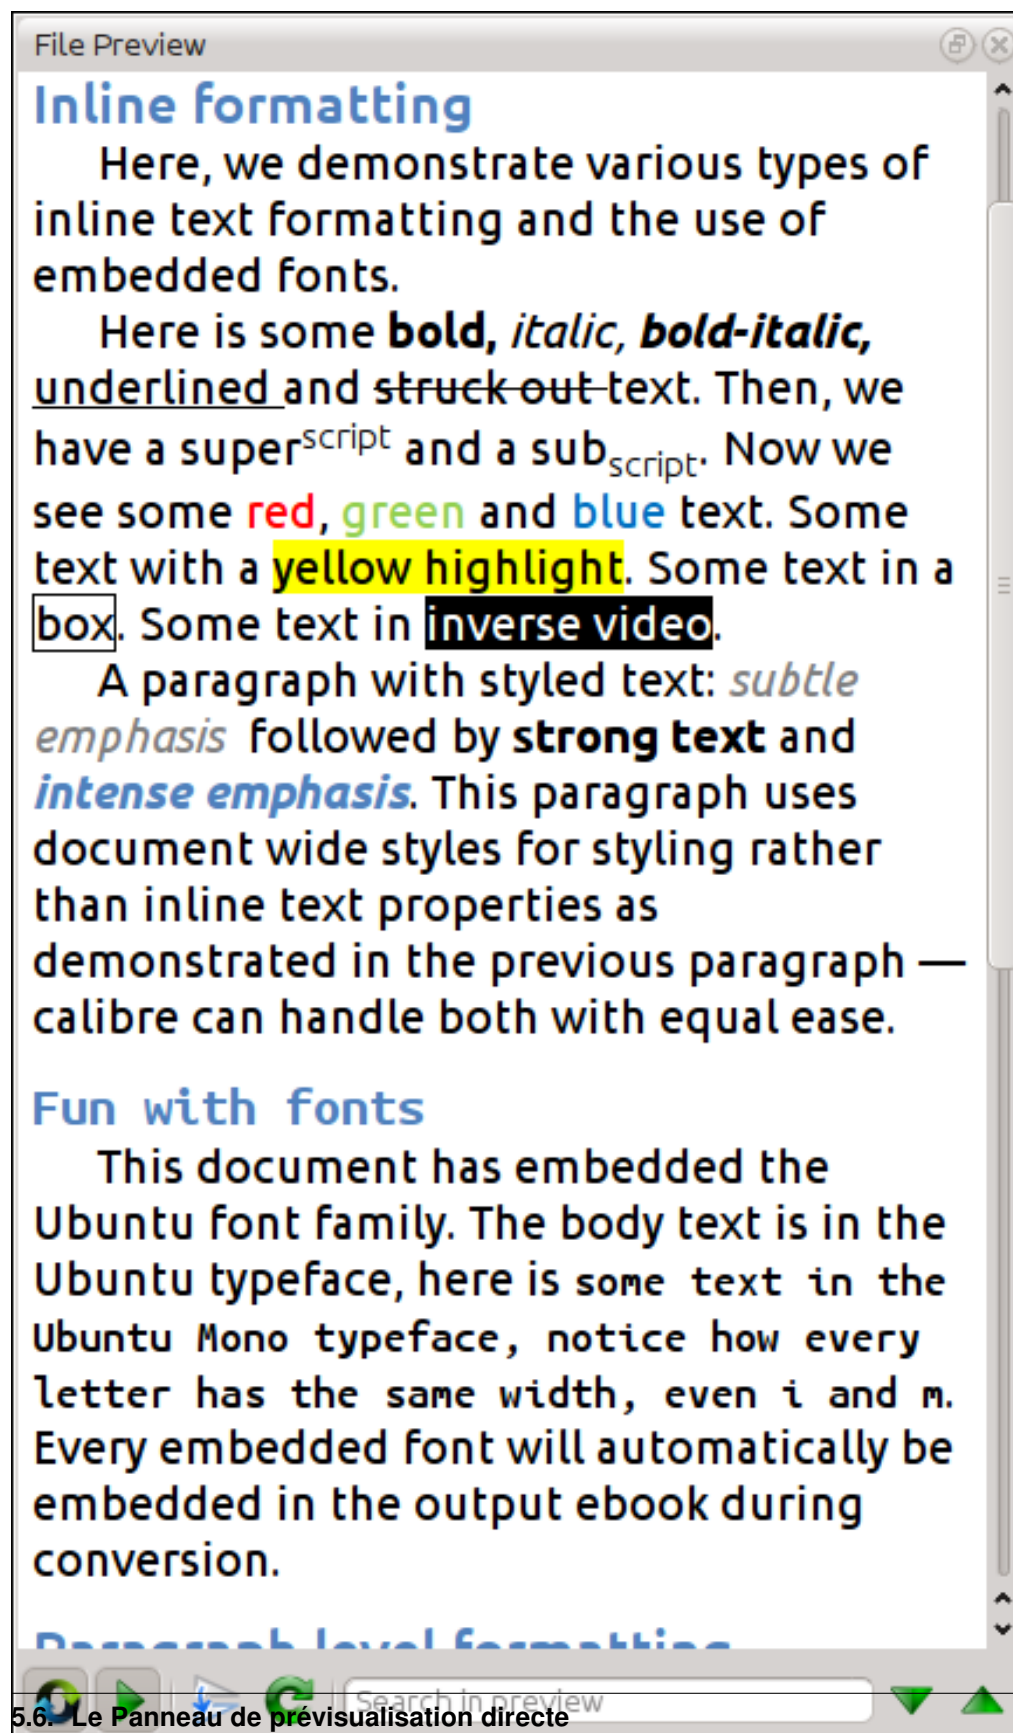 File Preview
Inline formatting
Here, we demonstrate various types of
inline text formatting and the use of
embedded fonts.
Here is some bold, italic, bold-italic,
underlined and struck out text. Then, we
have a superscript and a subscript. Now we
see some red, green and blue text. Some
text with a yellow highlight. Some text in a
box. Some text in inverse video.
A paragraph with styled text: subtle
emphasis followed by strong text and
intense emphasis. This paragraph uses
document wide styles for styling rather
than inline text properties as
demonstrated in the previous paragraph —
calibre can handle both with equal ease.
Fun with fonts
This document has embedded the
Ubuntu font family. The body text is in the
Ubuntu typeface, here is some text in the
Ubuntu Mono typeface, notice how every
letter has the same width, even i and m.
Every embedded font will automatically be
embedded in the output ebook during
conversion.
Paragraph level formatting
Search in preview
5.6. Le Panneau de prévisualisation directe